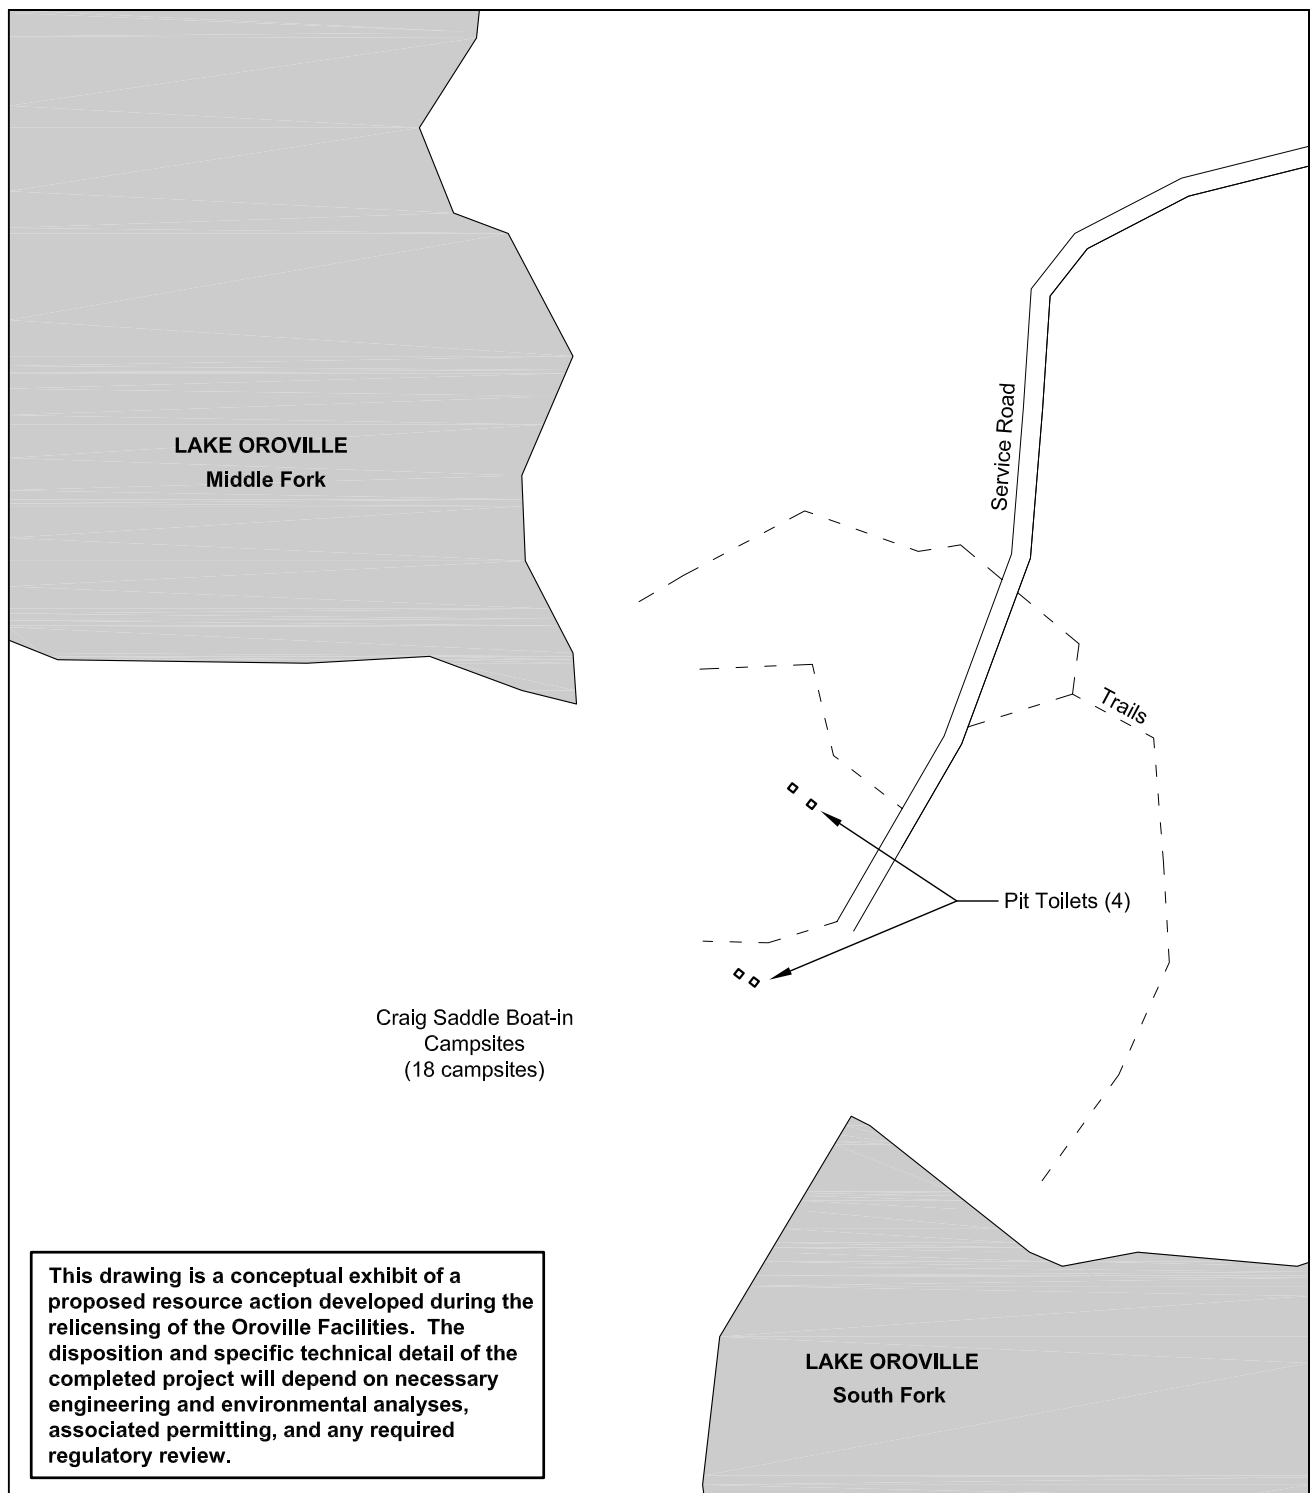 Service Road
LAKE OROVILLE
Middle Fork
Trails
Pit Toilets (4)
Craig Saddle Boat-in
Campsites
(18 campsites)
This drawing is a conceptual exhibit of a
proposed resource action developed during the
relicensing of the Oroville Facilities.  The
disposition and specific technical detail of the
completed project will depend on necessary
engineering and environmental analyses,
associated permitting, and any required
regulatory review.
LAKE OROVILLE
South Fork